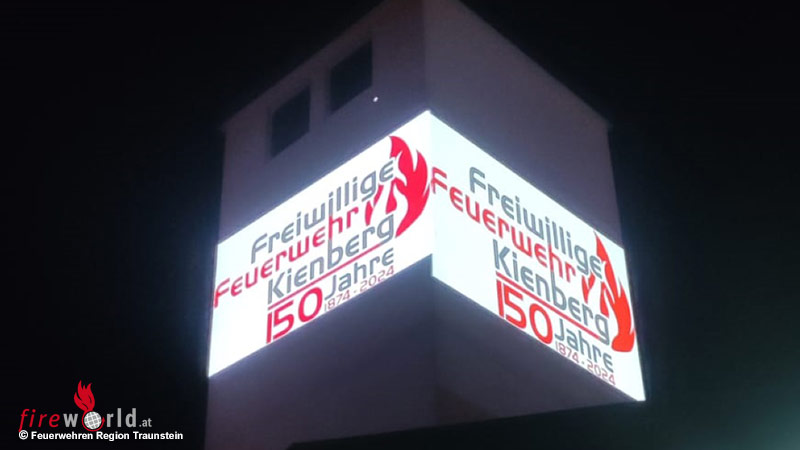 Freiwillige
Feuerwehr
Kienberg
150 Jahre
1874 - 2024
Freiwillige
Feuerwehr
Kienberg
150 Jahre
1874 - 2024
fireworld.at
© Feuerwehren Region Traunstein